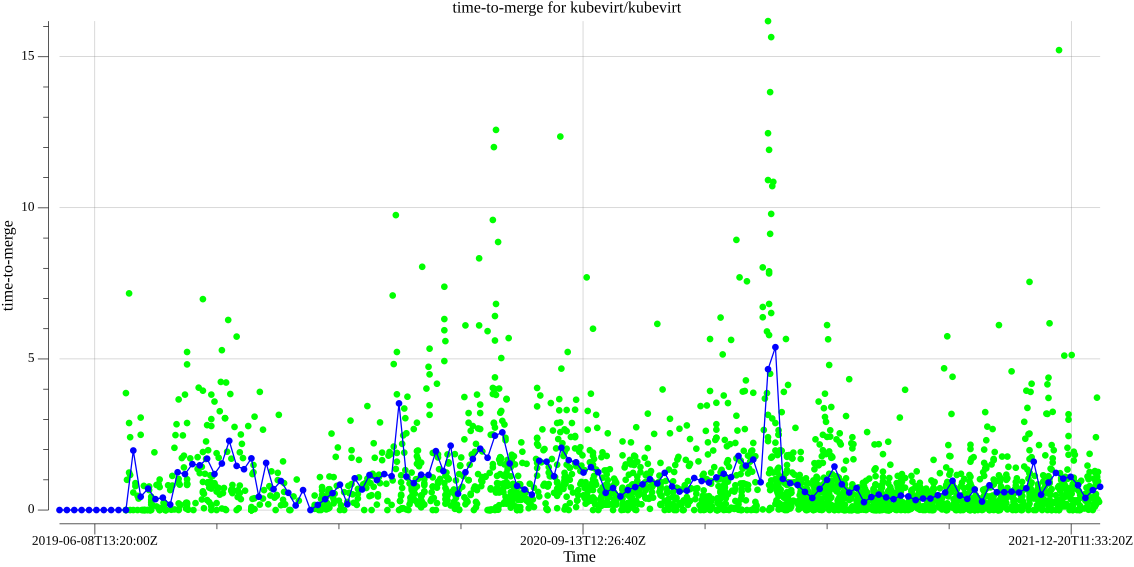 time-to-merge for kubevirt/kubevirt
15
10
5
0
time-to-merge
2019-06-08T13:20:00Z
2020-09-13T12:26:40Z
2021-12-20T11:33:20Z
Time